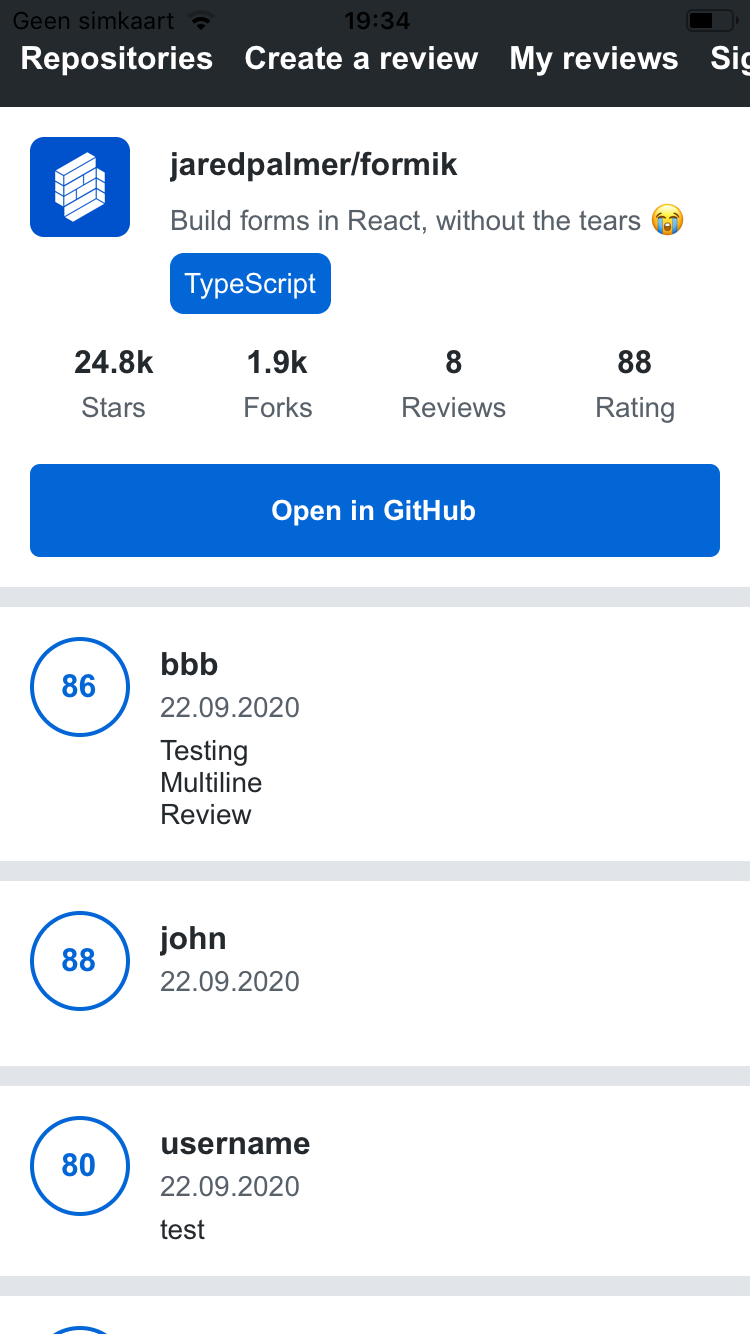 Geen simkaart 19:34
Repositories Create a review My reviews Sig
jaredpalmer/formik
Build forms in React, without the tears 😭
TypeScript
24.8k 1.9k 8 88
Stars Forks Reviews Rating
Open in GitHub
86 bbb
22.09.2020
Testing
Multiline
Review
88 john
22.09.2020
80 username
22.09.2020
test